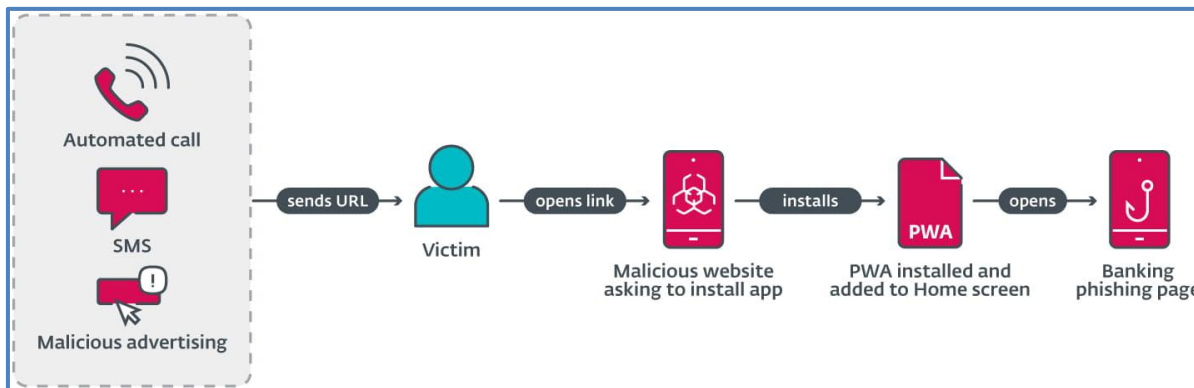 Automated call
SMS
Malicious advertising
sends URL
Victim
opens link
Malicious website
asking to install app
installs
PWA
PWA installed and
added to Home screen
opens
Banking
phishing page